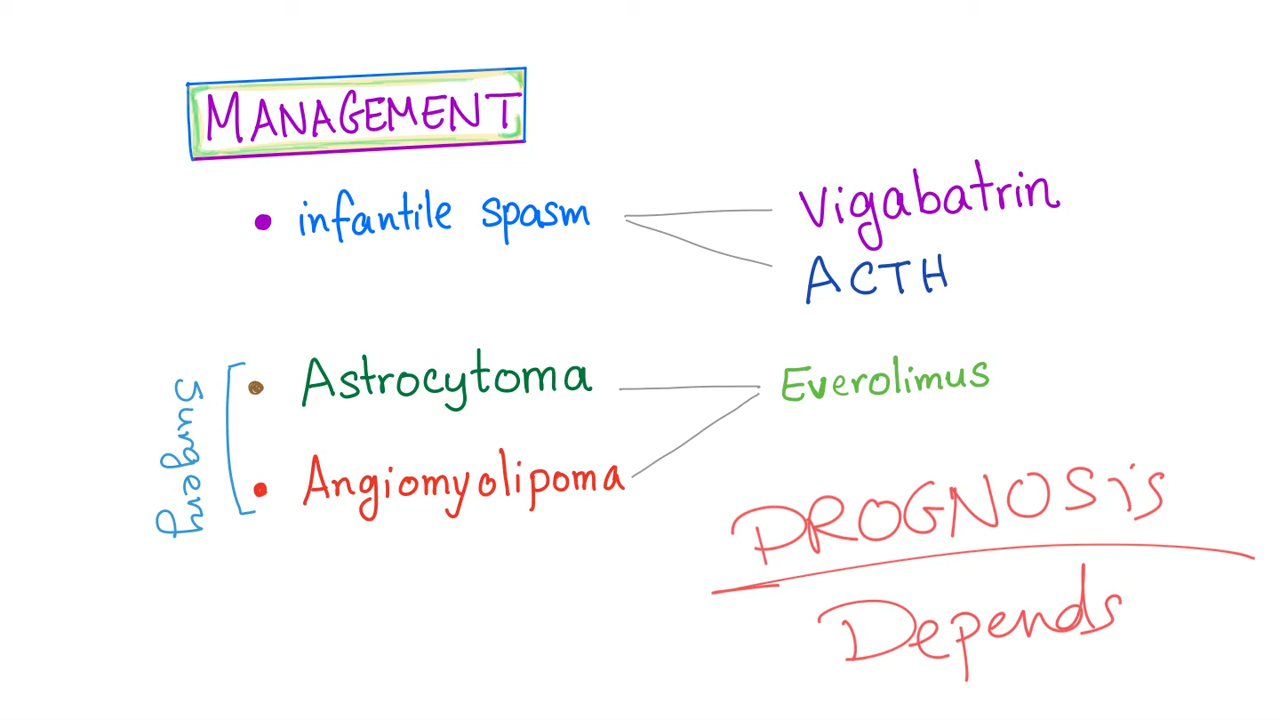 MANAGEMENT
• infantile spasm
Vigabatrin
ACTH
Surgery
• Astrocytoma
Everolimus
• Angiomyolipoma
PROGNOSiS
Depends